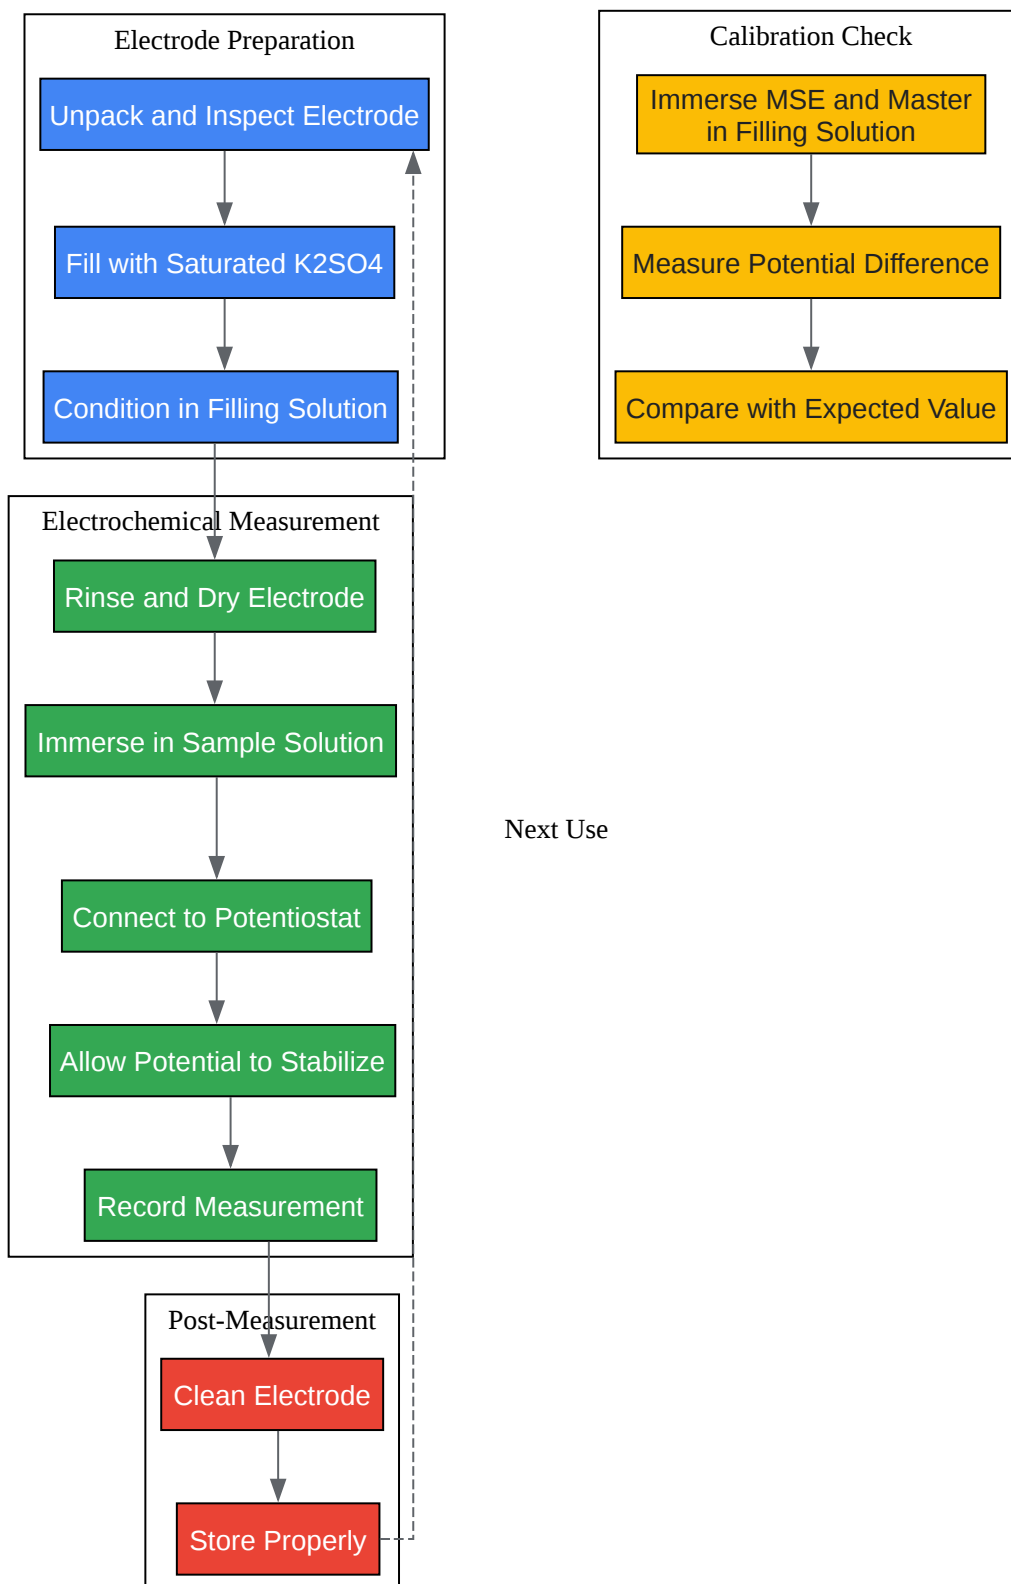 Electrode Preparation
Unpack and Inspect Electrode
Fill with Saturated K2SO4
Condition in Filling Solution
Calibration Check
Immerse MSE and Master
in Filling Solution
Measure Potential Difference
Compare with Expected Value
Electrochemical Measurement
Rinse and Dry Electrode
Immerse in Sample Solution
Connect to Potentiostat
Allow Potential to Stabilize
Record Measurement
Next Use
Post-Measurement
Clean Electrode
Store Properly